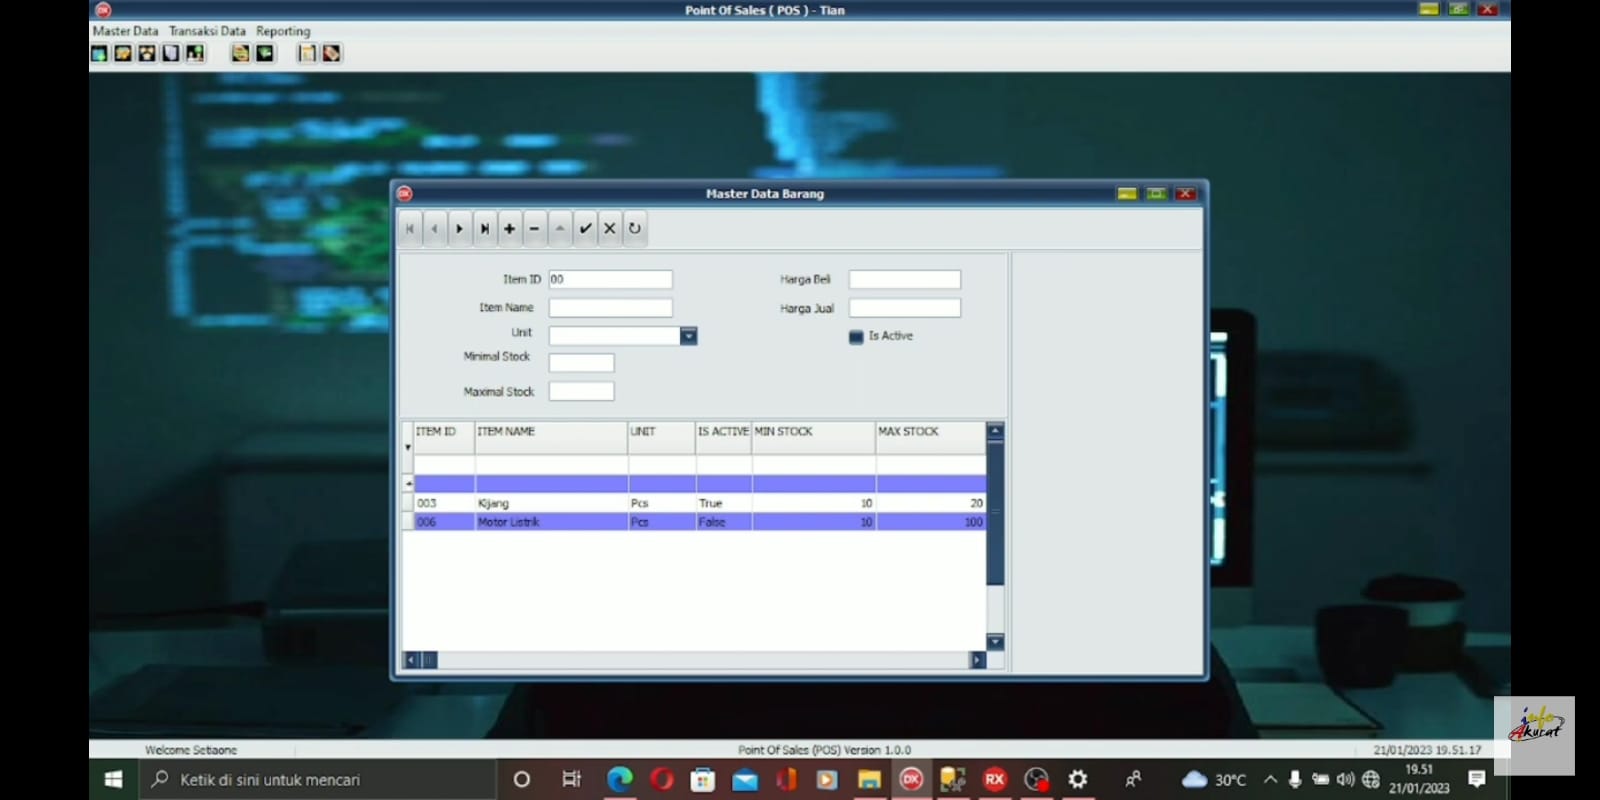 Point Of Sales ( POS ) - Tian
Master Data Transaksi Data Reporting
Master Data Barang
Item ID 00
Item Name
Unit
Minimal Stock
Maximal Stock
Harga Beli
Harga Jual
Is Active
ITEM ID ITEM NAME UNIT IS ACTIVE MIN STOCK MAX STOCK
003 Kijang Pcs True 10 20
006 Motor Listrik Pcs False 10 100
Welcome Setiaone Point Of Sales (POS) Version 1.0.0 21/01/2023 19.51.17
info
Akurat
Ketik di sini untuk mencari
DX
RX
30°C
19.51
21/01/2023